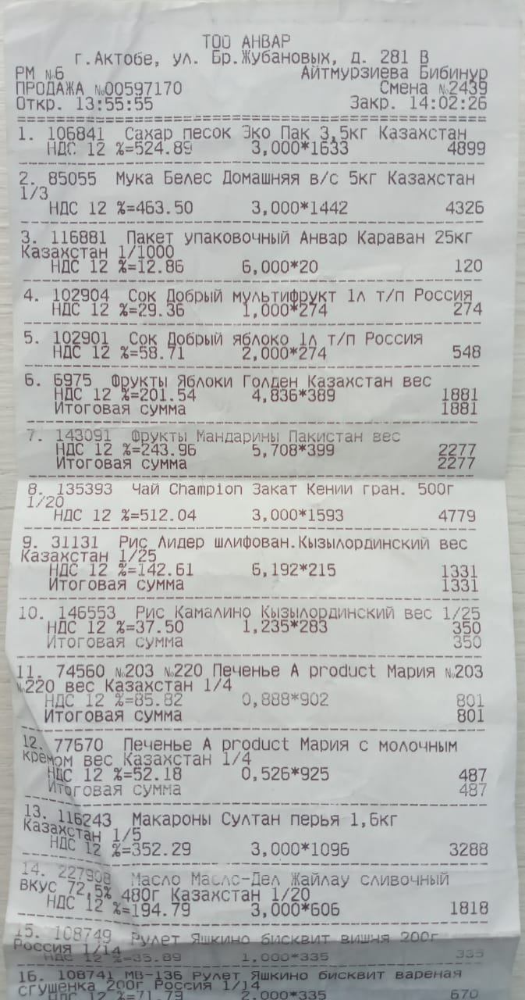 ТОО АНВАР
г.Актобе, ул. Бр.Жубановых, д. 281 В
РМ №6 Айтмурзиева Бибинур
ПРОДАЖА №00597170 Смена №2439
Откр. 13:55:55 Закр. 14:02:26
1. 106841 Сахар песок Эко Пак 3,5кг Казахстан
НДС 12 %=524.89 3,000*1633 4899
2. 85055 Мука Белес Домашняя в/с 5кг Казахстан
1/3
НДС 12 %=463.50 3,000*1442 4326
3. 116881 Пакет упаковочный Анвар Караван 25кг
Казахстан 1/1000
НДС 12 %=12.86 6,000*20 120
4. 102904 Сок Добрый мультифрукт 1л т/п Россия
НДС 12 %=29.36 1,000*274 274
5. 102901 Сок Добрый яблоко 1л т/п Россия
НДС 12 %=58.71 2,000*274 548
6. 6975 Фрукты Яблоки Голден Казахстан вес
НДС 12 %=201.54 4,836*389 1881
Итоговая сумма 1881
7. 143091 Фрукты Мандарины Пакистан вес
НДС 12 %=243.96 5,708*399 2277
Итоговая сумма 2277
8. 135393 Чай Champion Закат Кении гран. 500г
1/20
НДС 12 %=512.04 3,000*1593 4779
9. 31131 Рис Лидер шлифован.Кызылординский вес
Казахстан 1/25
НДС 12 %=142.61 6,192*215 1331
Итоговая сумма 1331
10. 146553 Рис Камалино Кызылординский вес 1/25
НДС 12 %=37.50 1,235*283 350
Итоговая сумма 350
11. 74560 №203 №220 Печенье A product Мария №203
№220 вес Казахстан 1/4
НДС 12 %=85.82 0,888*902 801
Итоговая сумма 801
12. 77670 Печенье A product Мария с молочным
кремом вес Казахстан 1/4
НДС 12 %=52.18 0,526*925 487
Итоговая сумма 487
13. 116243 Макароны Султан перья 1,6кг
Казахстан 1/5
НДС 12 %=352.29 3,000*1096 3288
14. 227908 Масло Масло-Дел Жайлау сливочный
вкус 72,5% 480г Казахстан 1/20
НДС 12 %=194.79 3,000*606 1818
15. 108749 Рулет Яшкино бисквит вишня 200г
Россия 1/14
НДС 12 %=35.89 1,000*335 335
16. 108741 МВ-136 Рулет Яшкино бисквит вареная
сгущенка 200г Россия 1/14
НДС 12 %=71.79 2,000*335 670